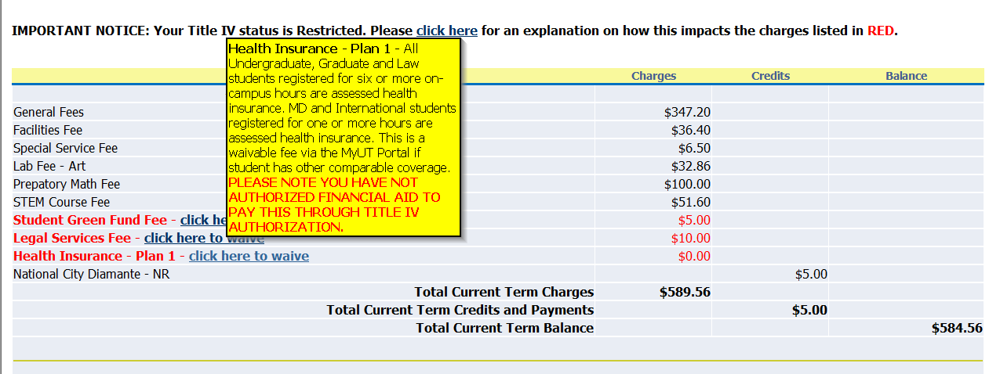 IMPORTANT NOTICE: Your Title IV status is Restricted. Please click here for an explanation on how this impacts the charges listed in RED.
Health Insurance - Plan 1 - All
Undergraduate, Graduate and Law
students registered for six or more on-
campus hours are assessed health
insurance. MD and International students
registered for one or more hours are
assessed health insurance. This is a
waivable fee via the MyUT Portal if
student has other comparable coverage.
PLEASE NOTE YOU HAVE NOT
AUTHORIZED FINANCIAL AID TO
PAY THIS THROUGH TITLE IV
AUTHORIZATION.
Charges Credits Balance
General Fees $347.20
Facilities Fee $36.40
Special Service Fee $6.50
Lab Fee - Art $32.86
Prepatory Math Fee $100.00
STEM Course Fee $51.60
Student Green Fund Fee - click he $5.00
Legal Services Fee - click here to waive $10.00
Health Insurance - Plan 1 - click here to waive $0.00
National City Diamante - NR $5.00
Total Current Term Charges $589.56
Total Current Term Credits and Payments $5.00
Total Current Term Balance $584.56